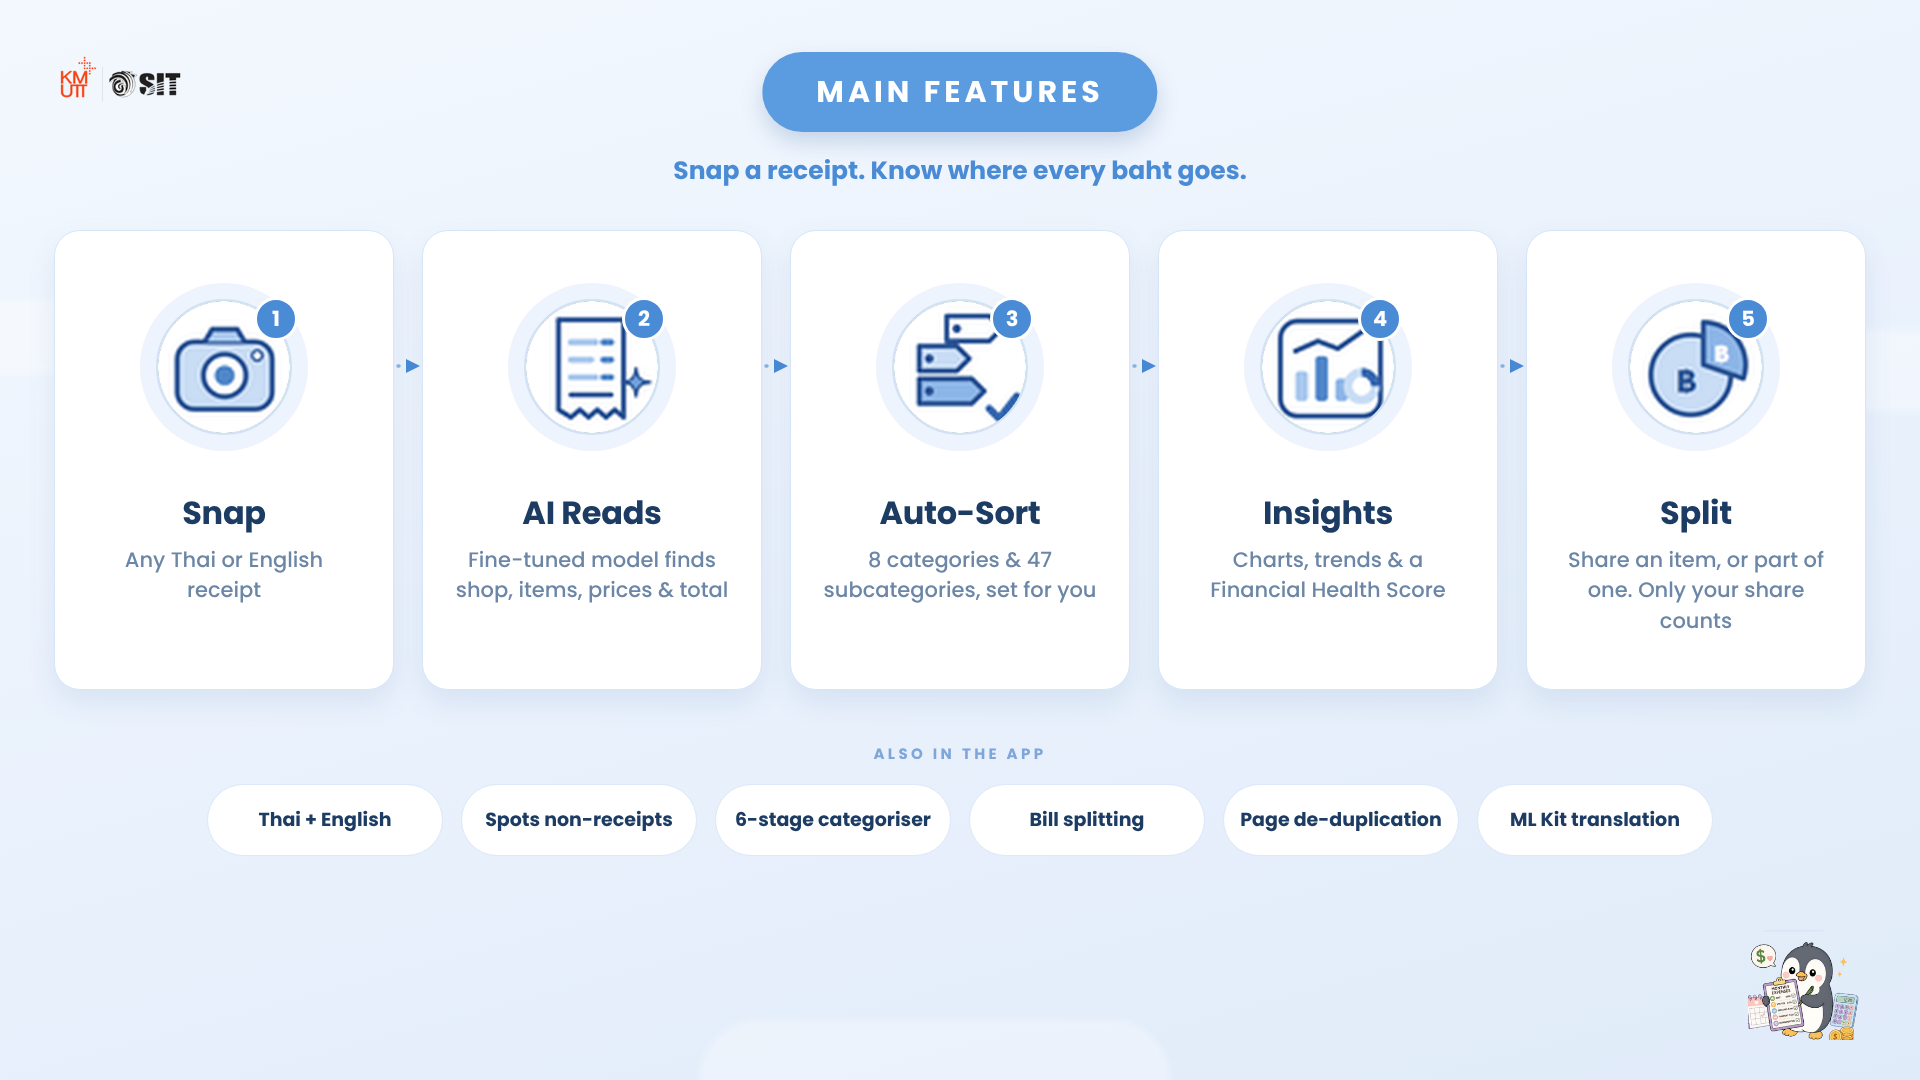 KM
UTT
SIT
MAIN FEATURES
Snap a receipt. Know where every baht goes.
1
2
3
4
5
B
B
Snap
Any Thai or English
receipt
AI Reads
Fine-tuned model finds
shop, items, prices & total
Auto-Sort
8 categories & 47
subcategories, set for you
Insights
Charts, trends & a
Financial Health Score
Split
Share an item, or part of
one. Only your share
counts
ALSO IN THE APP
Thai + English
Spots non-receipts
6-stage categoriser
Bill splitting
Page de-duplication
ML Kit translation
$
MONTHLY
EXPENSES